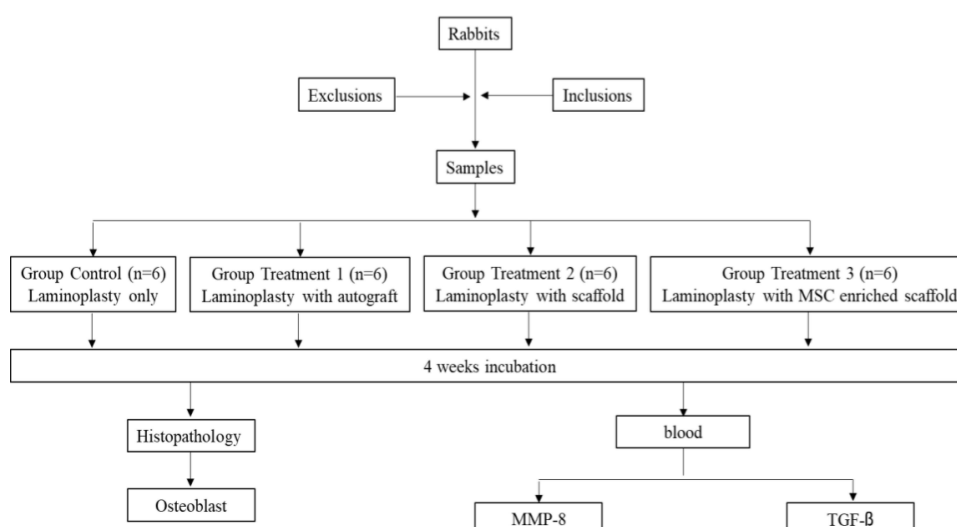 Rabbits
Exclusions
Inclusions
Samples
Group Control (n=6)
Laminoplasty only
Group Treatment 1 (n=6)
Laminoplasty with autograft
Group Treatment 2 (n=6)
Laminoplasty with scaffold
Group Treatment 3 (n=6)
Laminoplasty with MSC enriched scaffold
4 weeks incubation
Histopathology
blood
Osteoblast
MMP-8
TGF-β